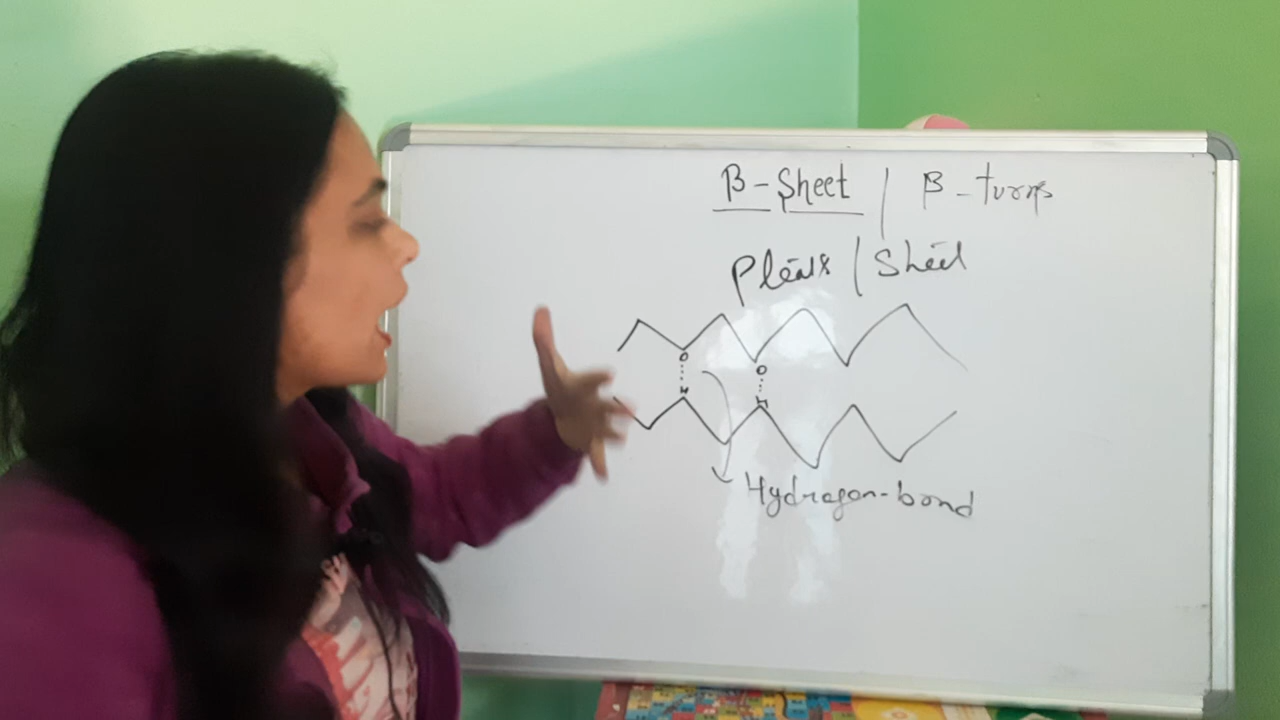 β-Sheet | β-turns
Pleats | Sheet
O O
H H
Hydrogen-bond